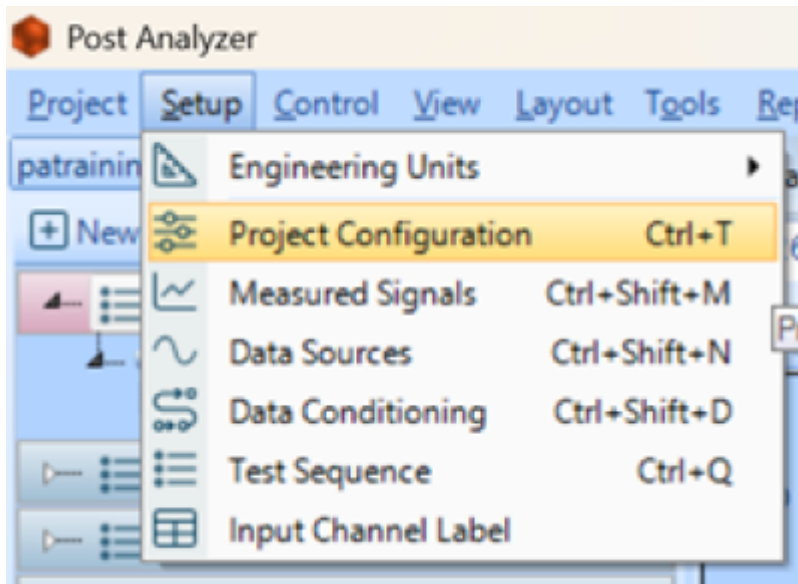 Post Analyzer
Project Setup Control View Layout Tools
patrainin
Engineering Units
New
Project Configuration Ctrl+T
Measured Signals Ctrl+Shift+M
Data Sources Ctrl+Shift+N
Data Conditioning Ctrl+Shift+D
Test Sequence Ctrl+Q
Input Channel Label